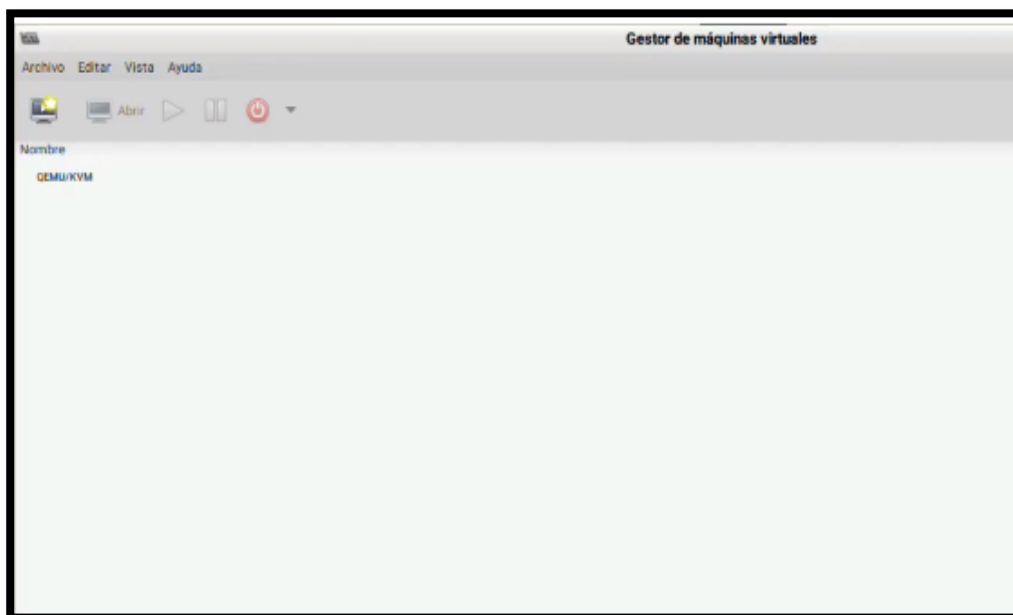 Gestor de máquinas virtuales
Archivo Editar Vista Ayuda
Abrir
Nombre
QEMU/KVM